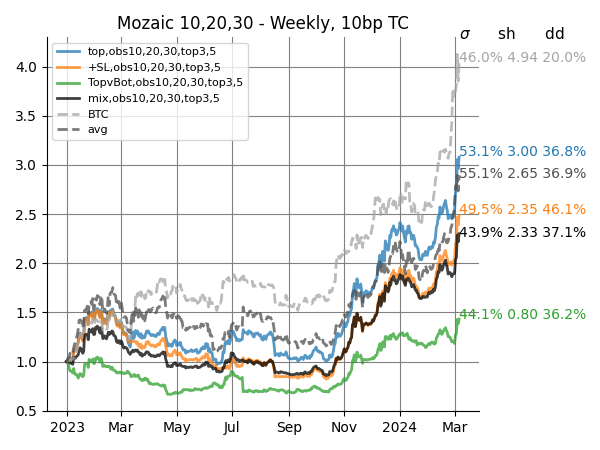 Mozaic 10,20,30 - Weekly, 10bp TC
σ sh dd
top,obs10,20,30,top3,5
+SL,obs10,20,30,top3,5
TopvBot,obs10,20,30,top3,5
mix,obs10,20,30,top3,5
BTC
avg
46.0% 4.94 20.0%
53.1% 3.00 36.8%
55.1% 2.65 36.9%
49.5% 2.35 46.1%
43.9% 2.33 37.1%
44.1% 0.80 36.2%
4.0
3.5
3.0
2.5
2.0
1.5
1.0
0.5
2023 Mar May Jul Sep Nov 2024 Mar